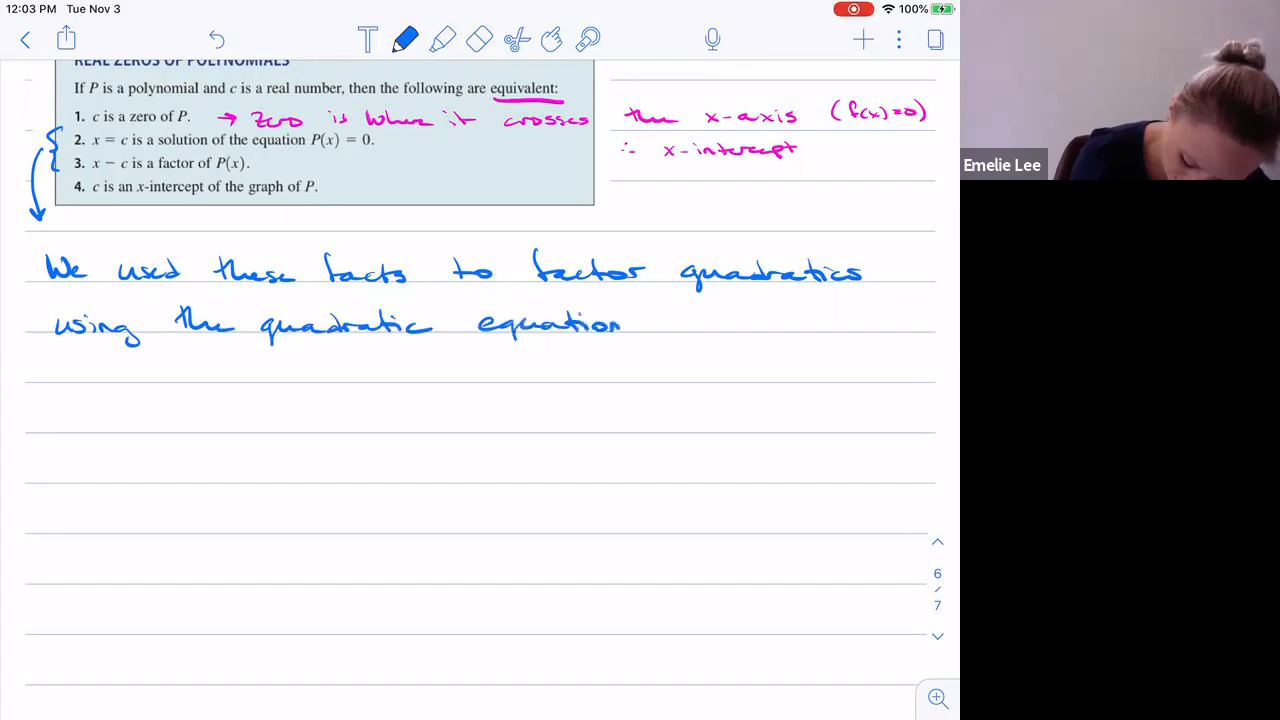 12:03 PM Tue Nov 3
100%
T
REAL ZEROS OF POLYNOMIALS
If P is a polynomial and c is a real number, then the following are equivalent:
1. c is a zero of P. → Zero is where it crosses the x-axis (f(x)=0)
∴ x-intercept
2. x = c is a solution of the equation P(x) = 0.
3. x − c is a factor of P(x).
4. c is an x-intercept of the graph of P.
We used these facts to factor quadratics
using the quadratic equation
Emelie Lee
6
/
7